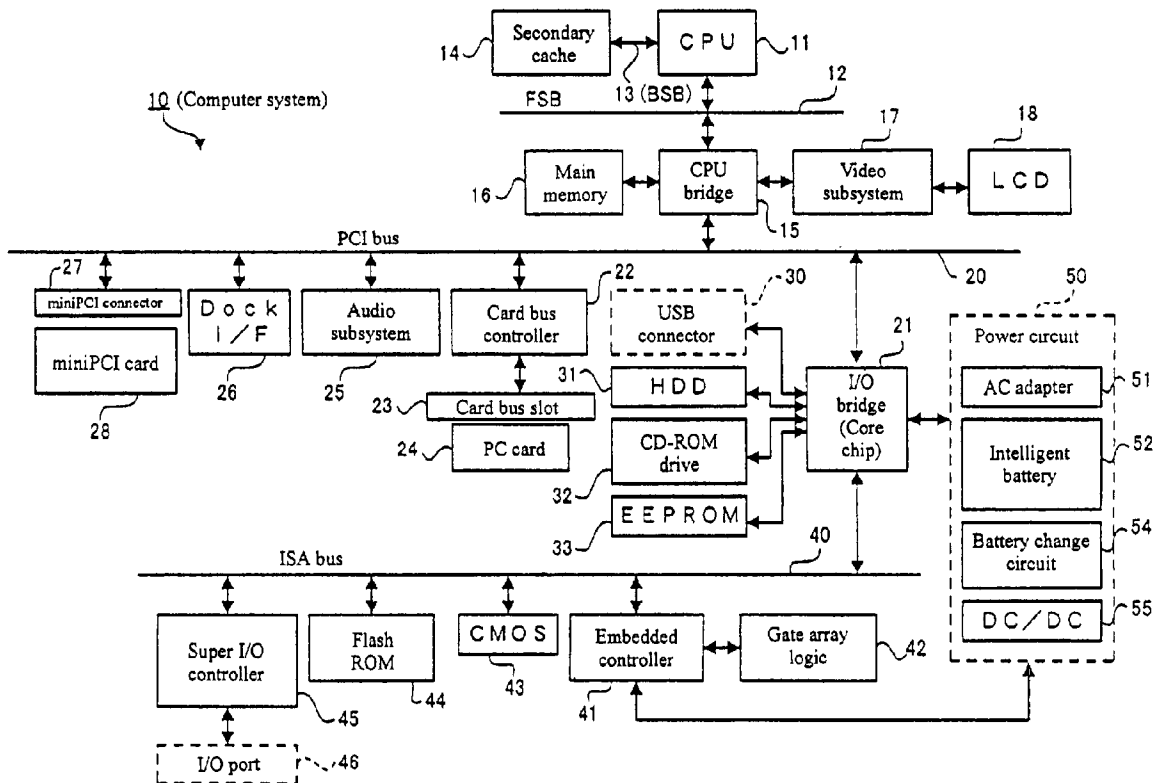 Secondary
cache
CPU
14
13 (BSB)
11
FSB
12
10 (Computer system)
17
18
Main
memory
CPU
bridge
Video
subsystem
LCD
16
15
PCI bus
20
27
miniPCI connector
miniPCI card
28
Dock
I/F
26
Audio
subsystem
25
22
Card bus
controller
23
Card bus slot
24
PC card
30
USB
connector
31
HDD
CD-ROM
drive
32
EEPROM
33
21
I/O
bridge
(Core
chip)
50
Power circuit
AC adapter
51
Intelligent
battery
52
Battery change
circuit
54
DC/DC
55
ISA bus
40
Super I/O
controller
45
Flash
ROM
44
CMOS
43
Embedded
controller
41
Gate array
logic
42
I/O port
46